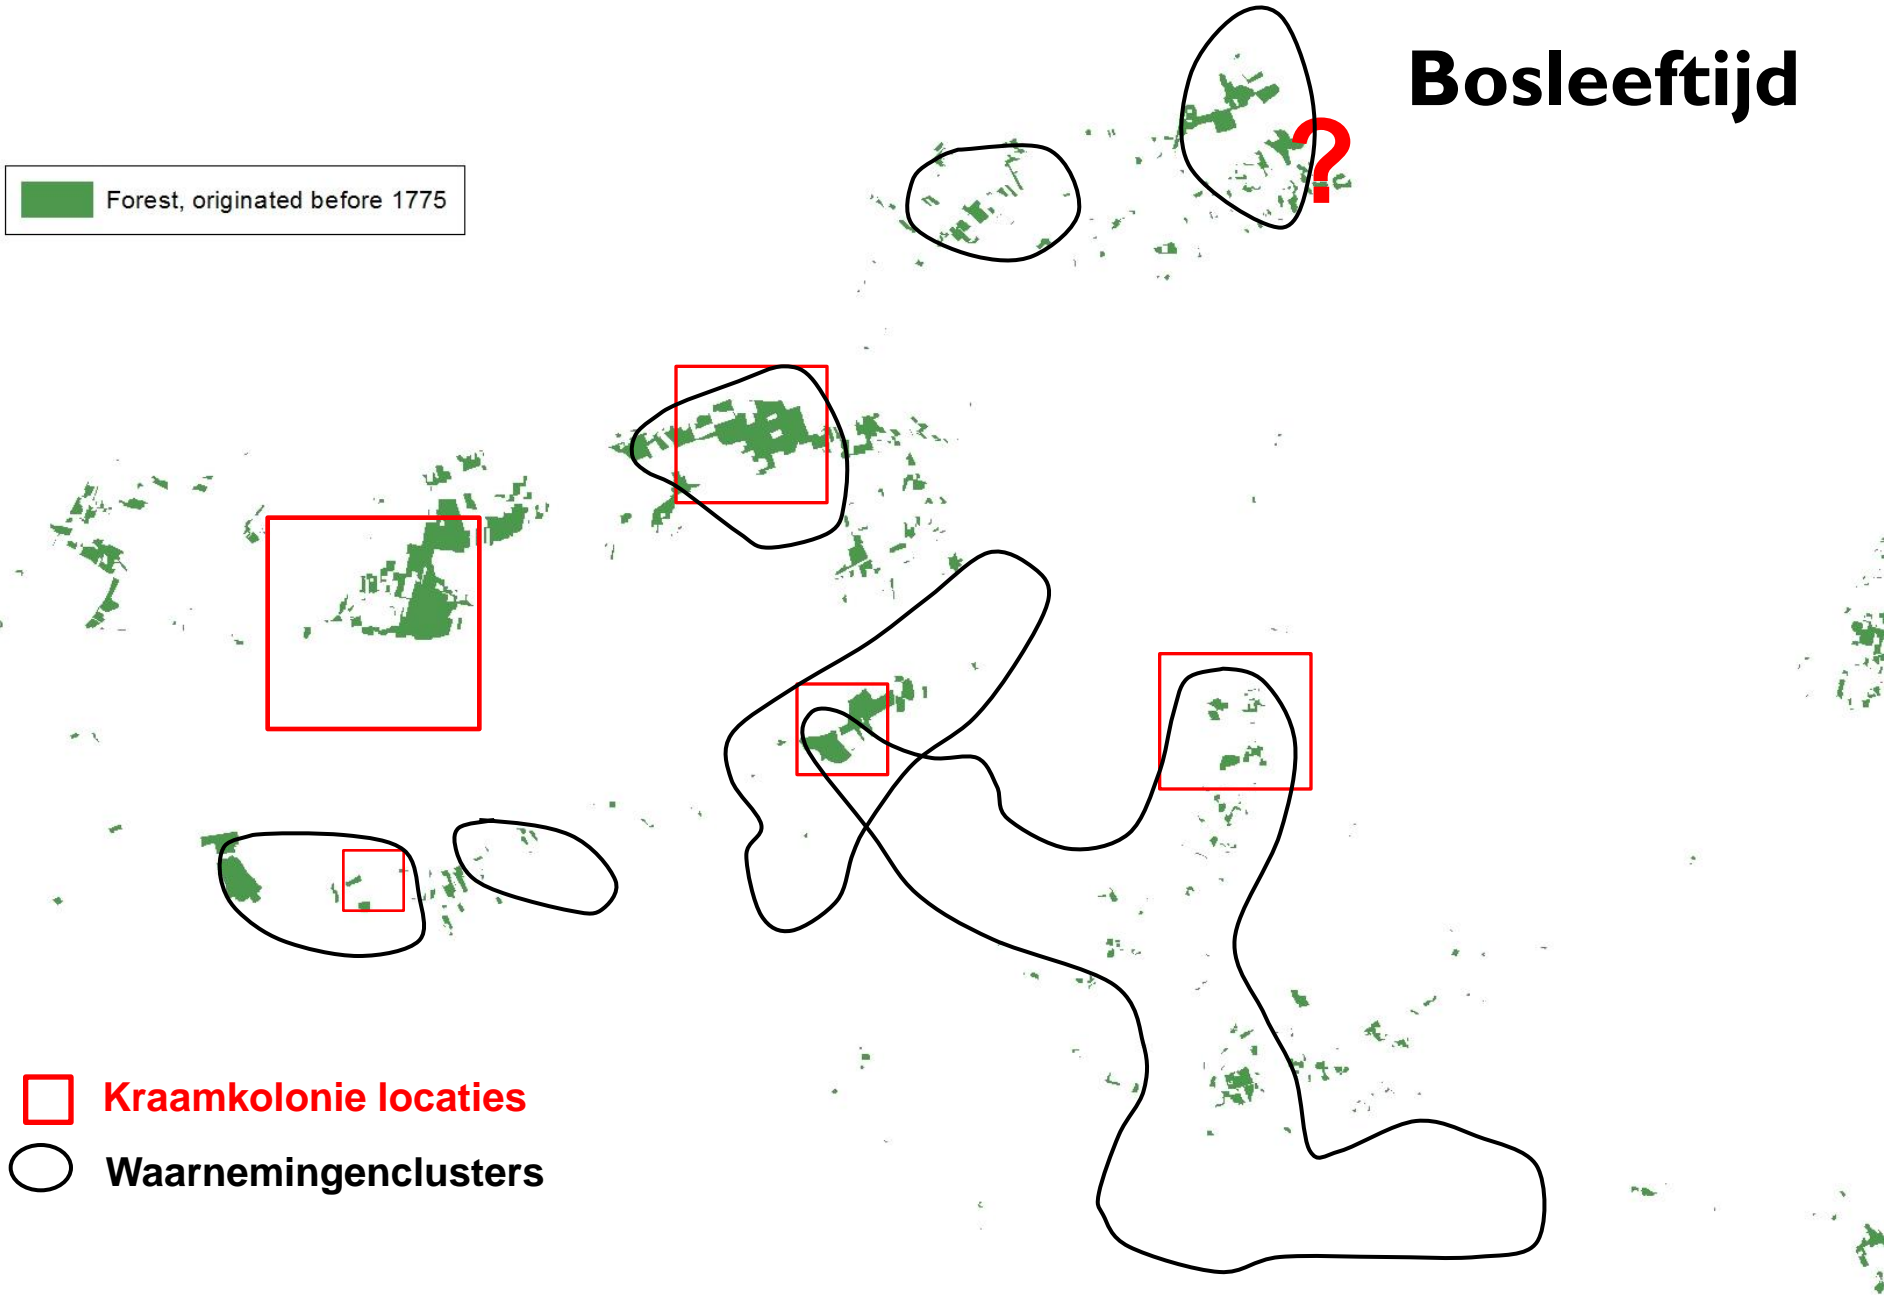 Bosleeftijd
?
Forest, originated before 1775
Kraamkolonie locaties
Waarnemingenclusters